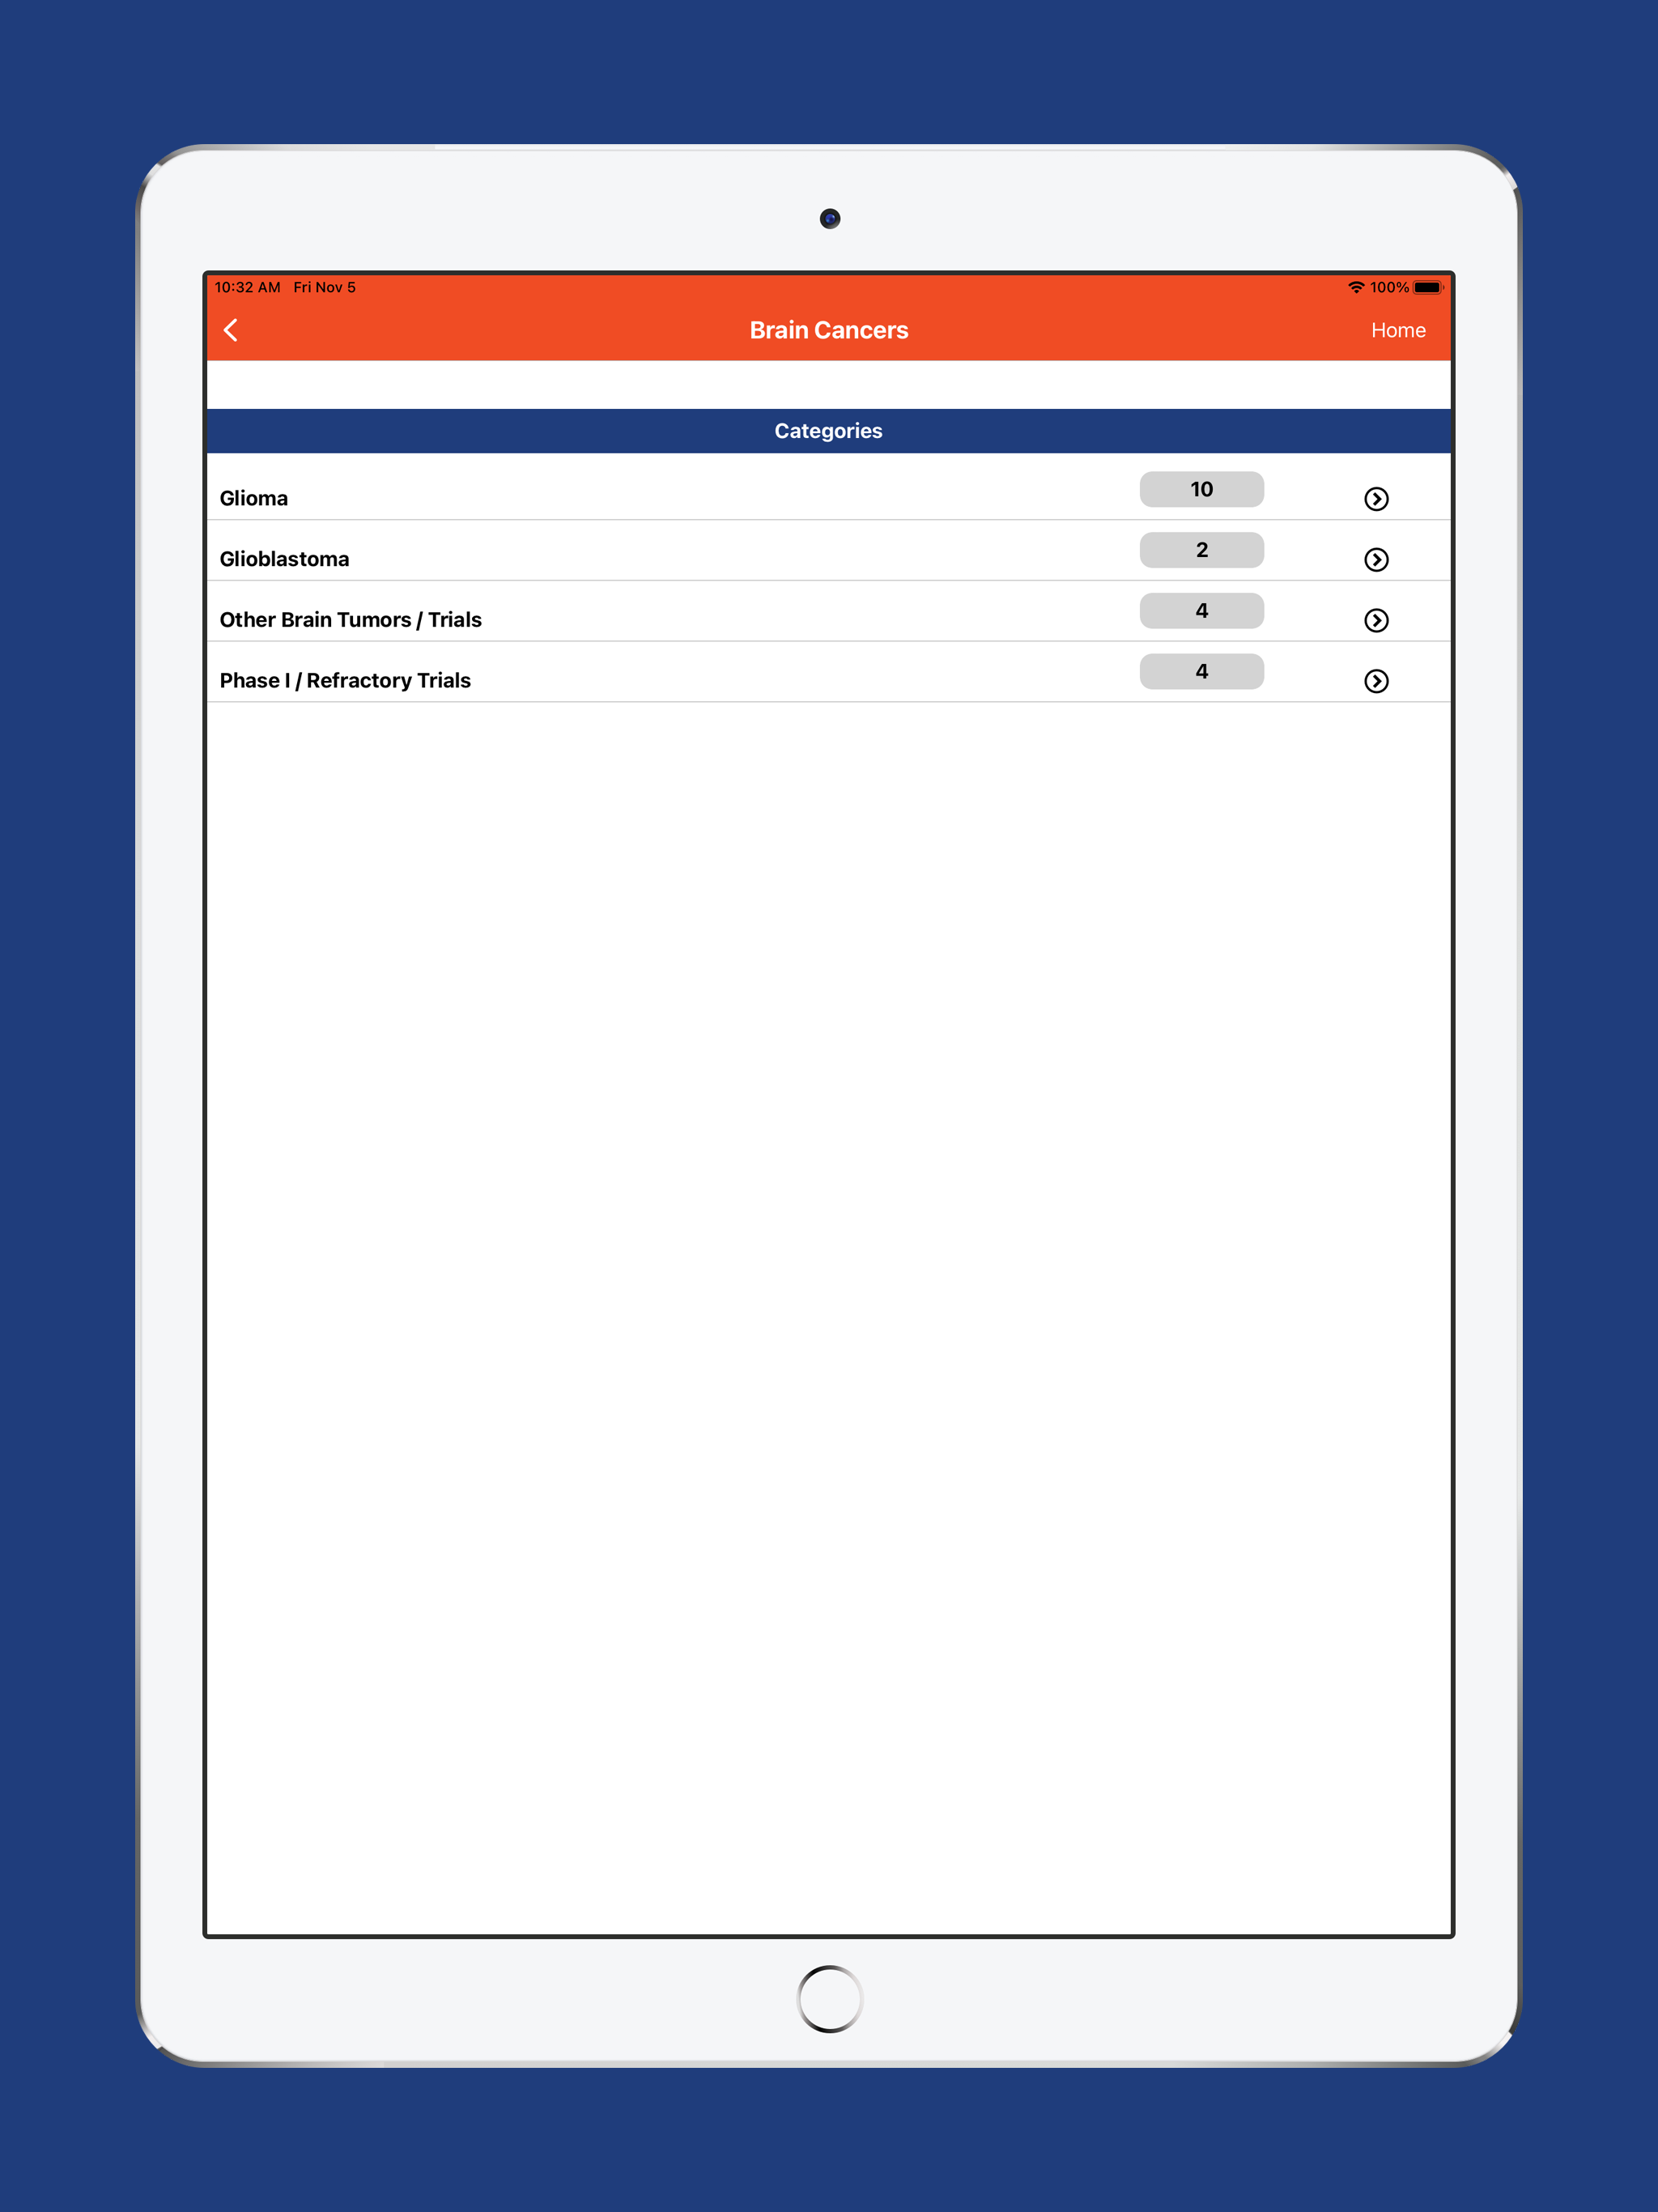 10:32 AM Fri Nov 5 100%
Brain Cancers Home
Categories
Glioma 10
Glioblastoma 2
Other Brain Tumors / Trials 4
Phase I / Refractory Trials 4